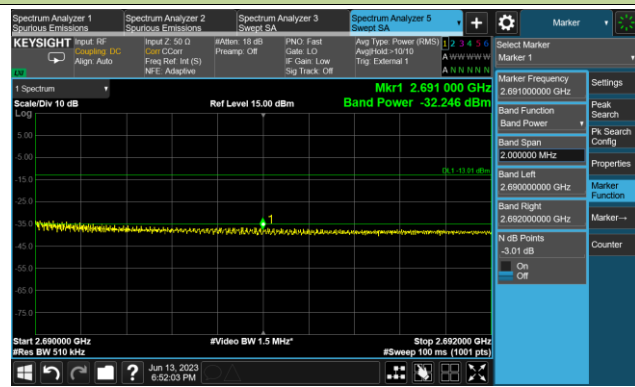 Spectrum Analyzer 1
Spurious Emissions
Spectrum Analyzer 2
Spurious Emissions
Spectrum Analyzer 3
Swept SA
Spectrum Analyzer 5
Swept SA
+
Marker
KEYSIGHT
Input: RF
Coupling: DC
Align: Auto
Input Z: 50 Ω
Corr CCorr
Freq Ref: Int (S)
NFE: Adaptive
#Atten: 18 dB
Preamp: Off
PNO: Fast
Gate: LO
IF Gain: Low
Sig Track: Off
Avg Type: Power (RMS)
Avg|Hold:>10/10
Trig: External 1
1 2 3 4 5 6
A W W W W W
A N N N N N
LXI
1 Spectrum
Scale/Div 10 dB
Log
Ref Level 15.00 dBm
Mkr1 2.691 000 GHz
Band Power -32.246 dBm
5.00
-5.00
-15.0
-25.0
-35.0
-45.0
-55.0
-65.0
-75.0
DL1 -13.01 dBm
1
Start 2.690000 GHz
#Res BW 510 kHz
#Video BW 1.5 MHz*
Stop 2.692000 GHz
#Sweep 100 ms (1001 pts)
Select Marker
Marker 1
Marker Frequency
2.691000000 GHz
Band Function
Band Power
Band Span
2.000000 MHz
Band Left
2.690000000 GHz
Band Right
2.692000000 GHz
N dB Points
-3.01 dB
On
Off
Settings
Peak
Search
Pk Search
Config
Properties
Marker
Function
Marker→
Counter
?
Jun 13, 2023
6:52:03 PM